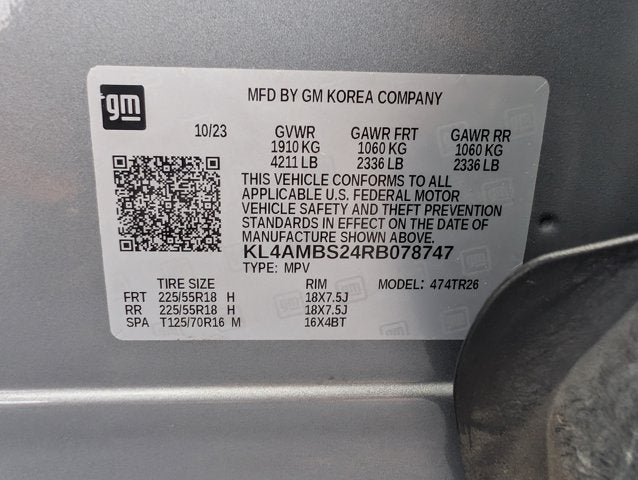 gm
MFD BY GM KOREA COMPANY
10/23 GVWR GAWR FRT GAWR RR
1910 KG 1060 KG 1060 KG
4211 LB 2336 LB 2336 LB
THIS VEHICLE CONFORMS TO ALL
APPLICABLE U.S. FEDERAL MOTOR
VEHICLE SAFETY AND THEFT PREVENTION
STANDARDS IN EFFECT ON THE DATE OF
MANUFACTURE SHOWN ABOVE.
KL4AMBS24RB078747
TYPE: MPV
TIRE SIZE RIM MODEL: 474TR26
FRT 225/55R18 H 18X7.5J
RR 225/55R18 H 18X7.5J
SPA T125/70R16 M 16X4BT